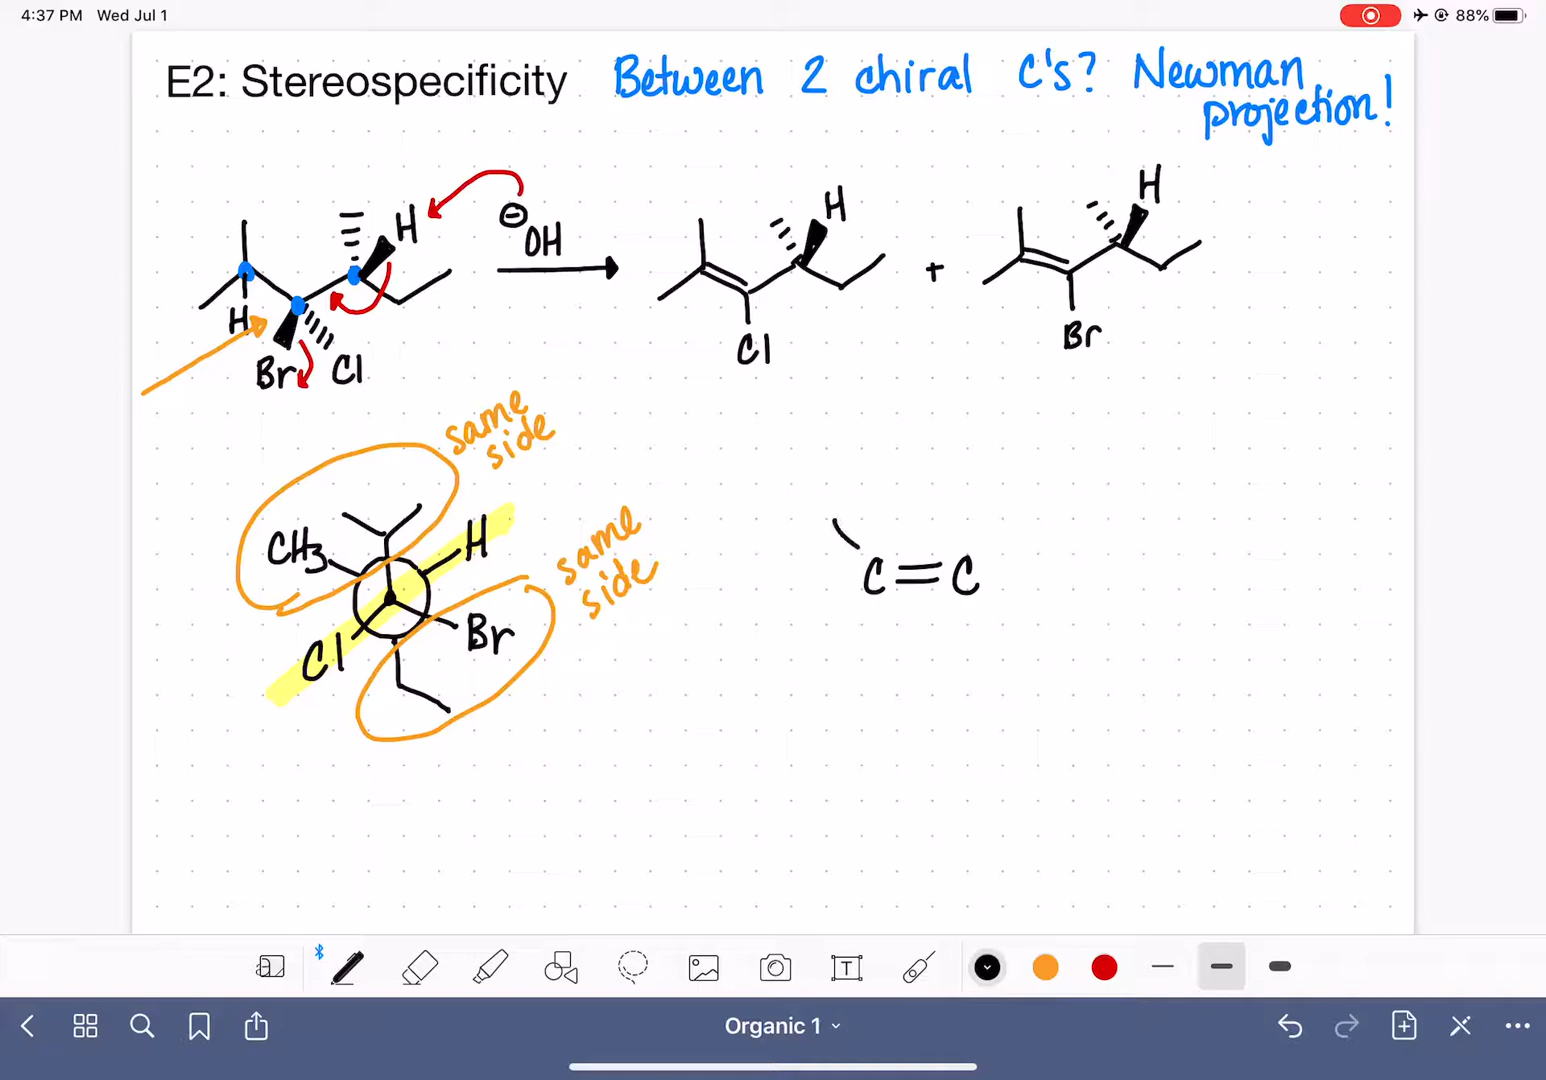 4:37 PM Wed Jul 1
88%
E2: Stereospecificity Between 2 chiral C's? Newman projection!
H
⊖
OH
H
Br Cl
H
Cl
+
H
Br
same side
CH3
H
Cl
Br
same side
C=C
T
Organic 1